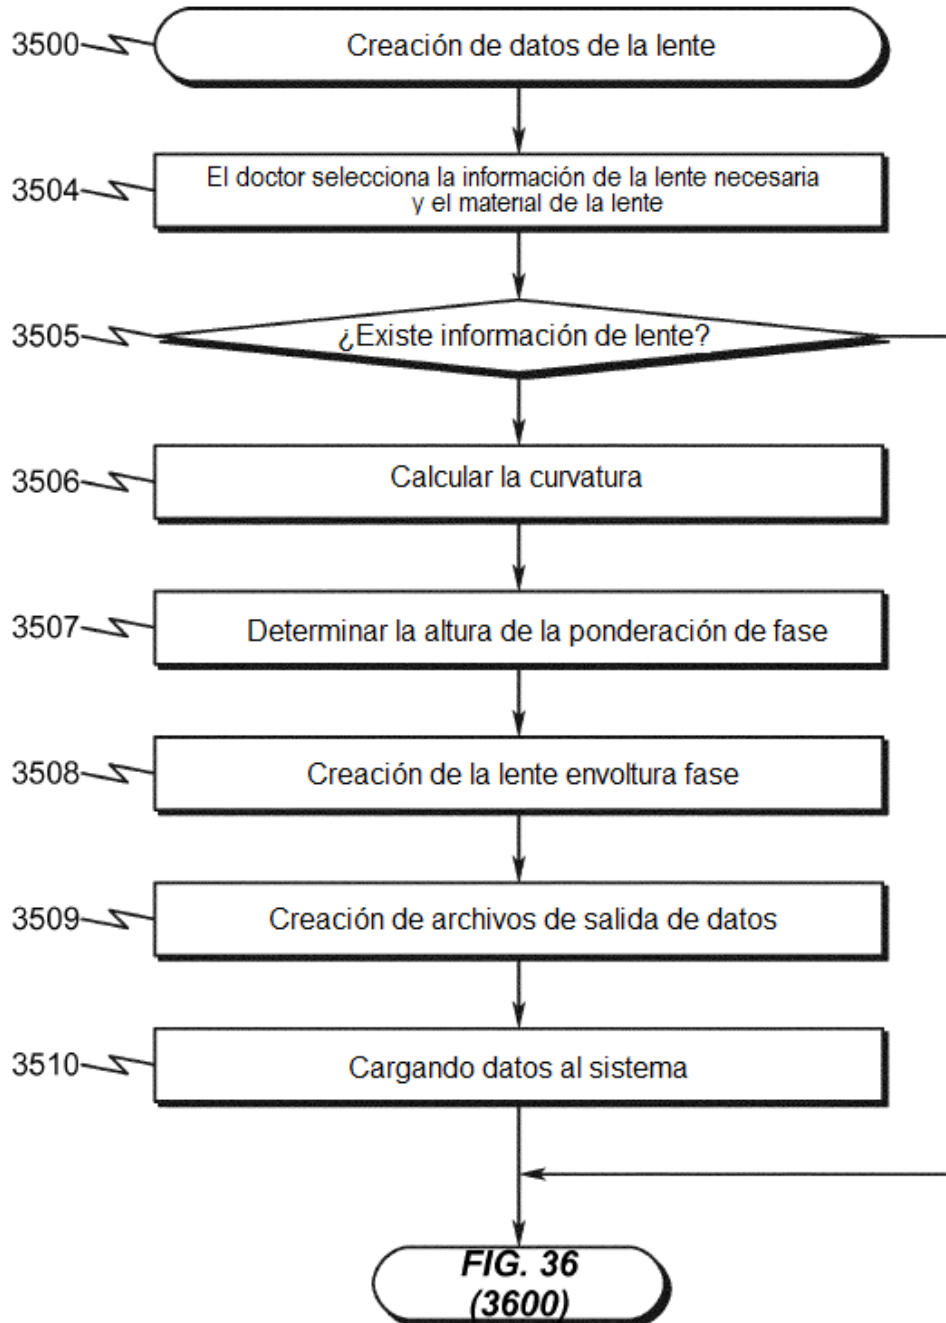 3500
Creación de datos de la lente
3504
El doctor selecciona la información de la lente necesaria
y el material de la lente
3505
¿Existe información de lente?
3506
Calcular la curvatura
3507
Determinar la altura de la ponderación de fase
3508
Creación de la lente envoltura fase
3509
Creación de archivos de salida de datos
3510
Cargando datos al sistema
FIG. 36
(3600)